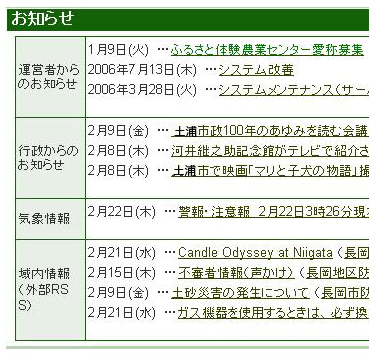 お知らせ
運営者からのお知らせ
1月9日(火) …ふるさと体験農業センター愛称募集
2006年7月13日(木) …システム改善
2006年3月28日(火) …システムメンテナンス(サー
行政からのお知らせ
2月9日(金) …土浦市政100年のあゆみを読む会講
2月8日(木) …河井継之助記念館がテレビで紹介さ
2月8日(木) …土浦市で映画「マリと子犬の物語」撮
気象情報
2月22日(木) …警報・注意報 2月22日3時26分現
域内情報(外部RSS)
2月21日(水) …Candle Odyssey at Niigata (長岡
2月15日(木) …不審者情報(声かけ) (長岡地区防
2月9日(金) …土砂災害の発生について (長岡市防
2月21日(水) …ガス機器を使用するときは、必ず換